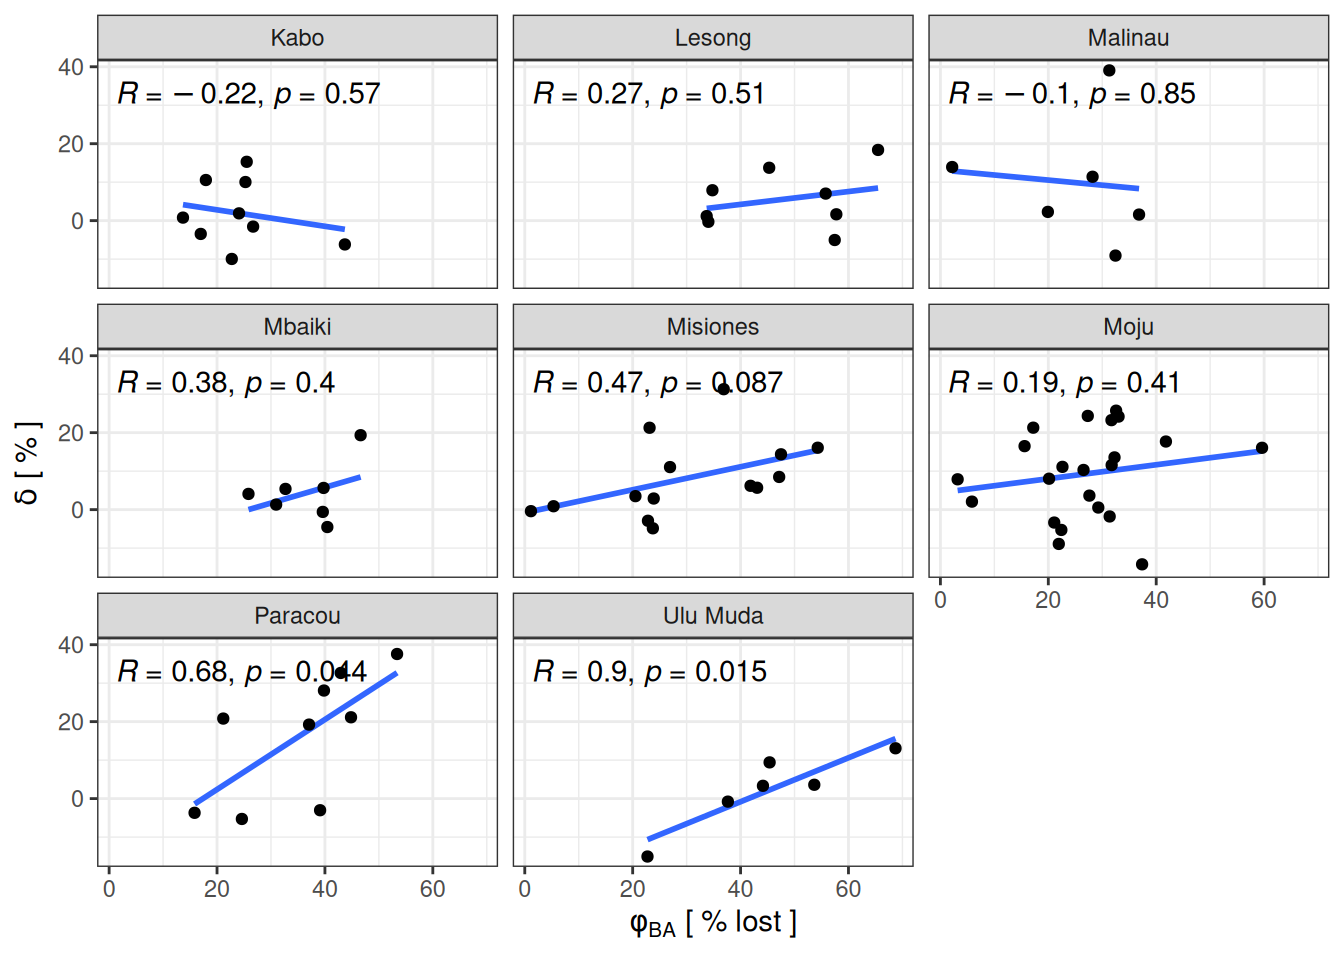 Kabo Lesong Malinau
R = −0.22, p = 0.57 R = 0.27, p = 0.51 R = −0.1, p = 0.85
40
20
0
Mbaiki Misiones Moju
R = 0.38, p = 0.4 R = 0.47, p = 0.087 R = 0.19, p = 0.41
40
20
0
δ [ % ]
0 20 40 60
Paracou Ulu Muda
R = 0.68, p = 0.044 R = 0.9, p = 0.015
40
20
0
0 20 40 60 0 20 40 60
φBA [ % lost ]